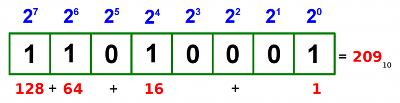 2⁷ 2⁶ 2⁵ 2⁴ 2³ 2² 2¹ 2⁰
1 1 0 1 0 0 0 1 = 209₁₀
128 + 64 + 16 + 1